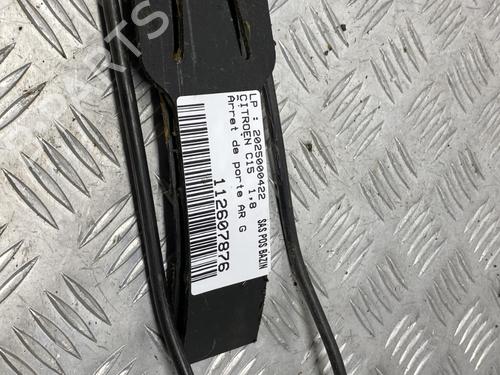 LP : 2025000422
CITROEN C15 1,8
Arret de porte AR G
112607876
SAS POS BAZIN